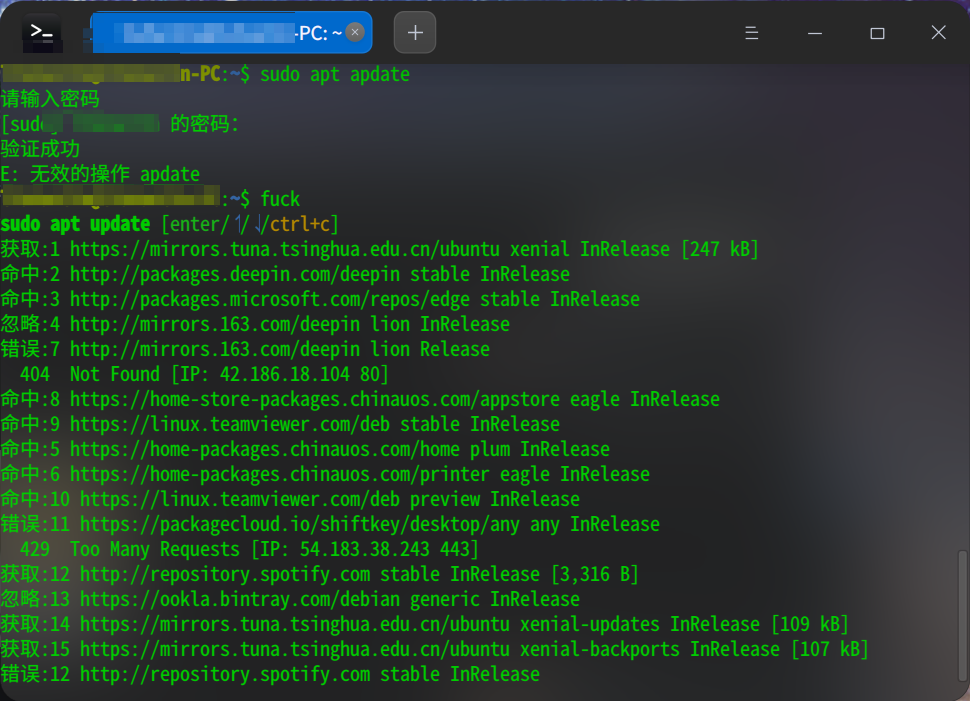 -PC: ~
n-PC:~$ sudo apt apdate
请输入密码
[sudo] 的密码：
验证成功
E: 无效的操作 apdate
:~$ fuck
sudo apt update [enter/↑/↓/ctrl+c]
获取:1 https://mirrors.tuna.tsinghua.edu.cn/ubuntu xenial InRelease [247 kB]
命中:2 http://packages.deepin.com/deepin stable InRelease
命中:3 http://packages.microsoft.com/repos/edge stable InRelease
忽略:4 http://mirrors.163.com/deepin lion InRelease
错误:7 http://mirrors.163.com/deepin lion Release
404 Not Found [IP: 42.186.18.104 80]
命中:8 https://home-store-packages.chinauos.com/appstore eagle InRelease
命中:9 https://linux.teamviewer.com/deb stable InRelease
命中:5 https://home-packages.chinauos.com/home plum InRelease
命中:6 https://home-packages.chinauos.com/printer eagle InRelease
命中:10 https://linux.teamviewer.com/deb preview InRelease
错误:11 https://packagecloud.io/shiftkey/desktop/any any InRelease
429 Too Many Requests [IP: 54.183.38.243 443]
获取:12 http://repository.spotify.com stable InRelease [3,316 B]
忽略:13 https://ookla.bintray.com/debian generic InRelease
获取:14 https://mirrors.tuna.tsinghua.edu.cn/ubuntu xenial-updates InRelease [109 kB]
获取:15 https://mirrors.tuna.tsinghua.edu.cn/ubuntu xenial-backports InRelease [107 kB]
错误:12 http://repository.spotify.com stable InRelease